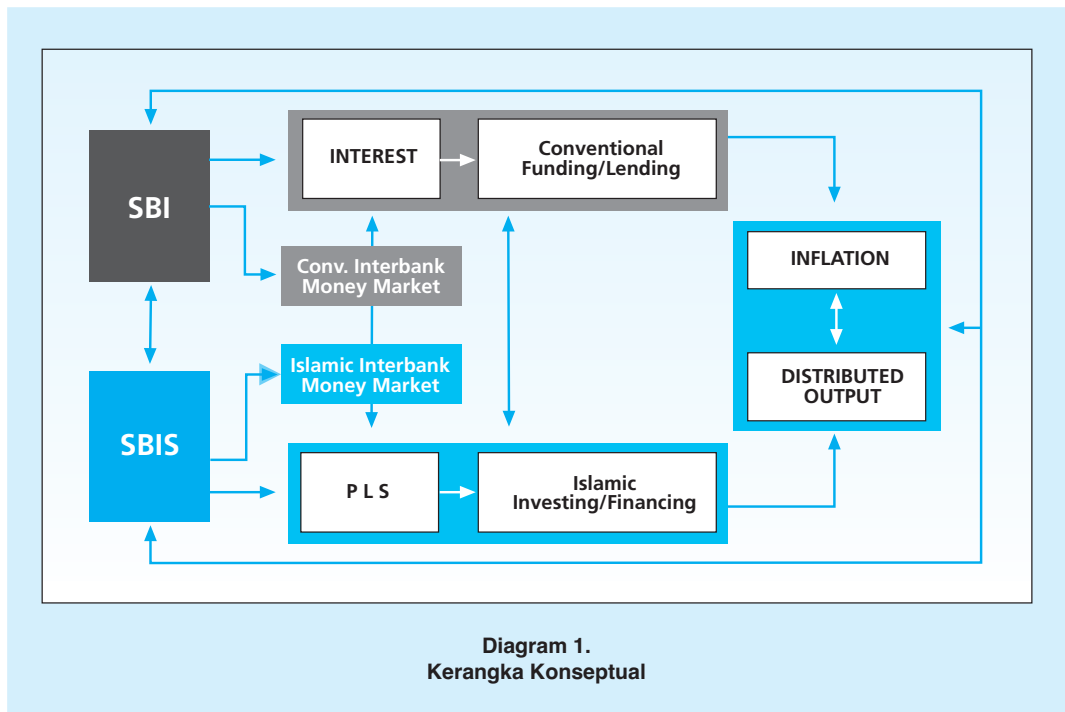 SBI
INTEREST
Conventional
Funding/Lending
Conv. Interbank
Money Market
Islamic Interbank
Money Market
SBIS
P L S
Islamic
Investing/Financing
INFLATION
DISTRIBUTED
OUTPUT
Diagram 1.
Kerangka Konseptual